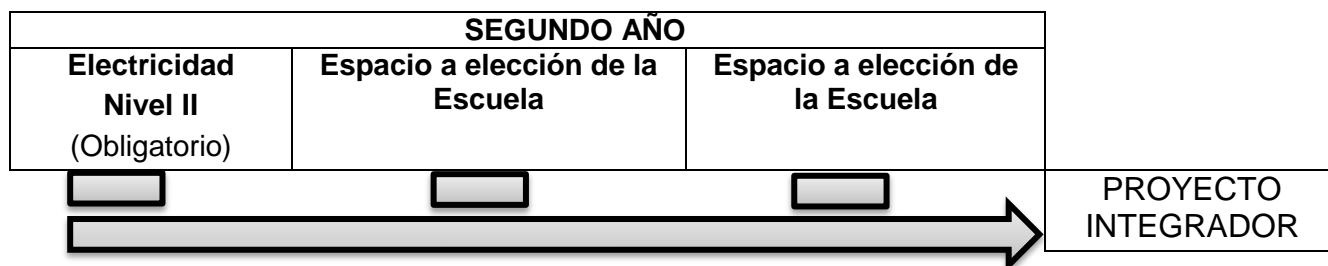 SEGUNDO AÑO
Electricidad
Nivel II
(Obligatorio)
Espacio a elección de la
Escuela
Espacio a elección de
la Escuela
PROYECTO
INTEGRADOR